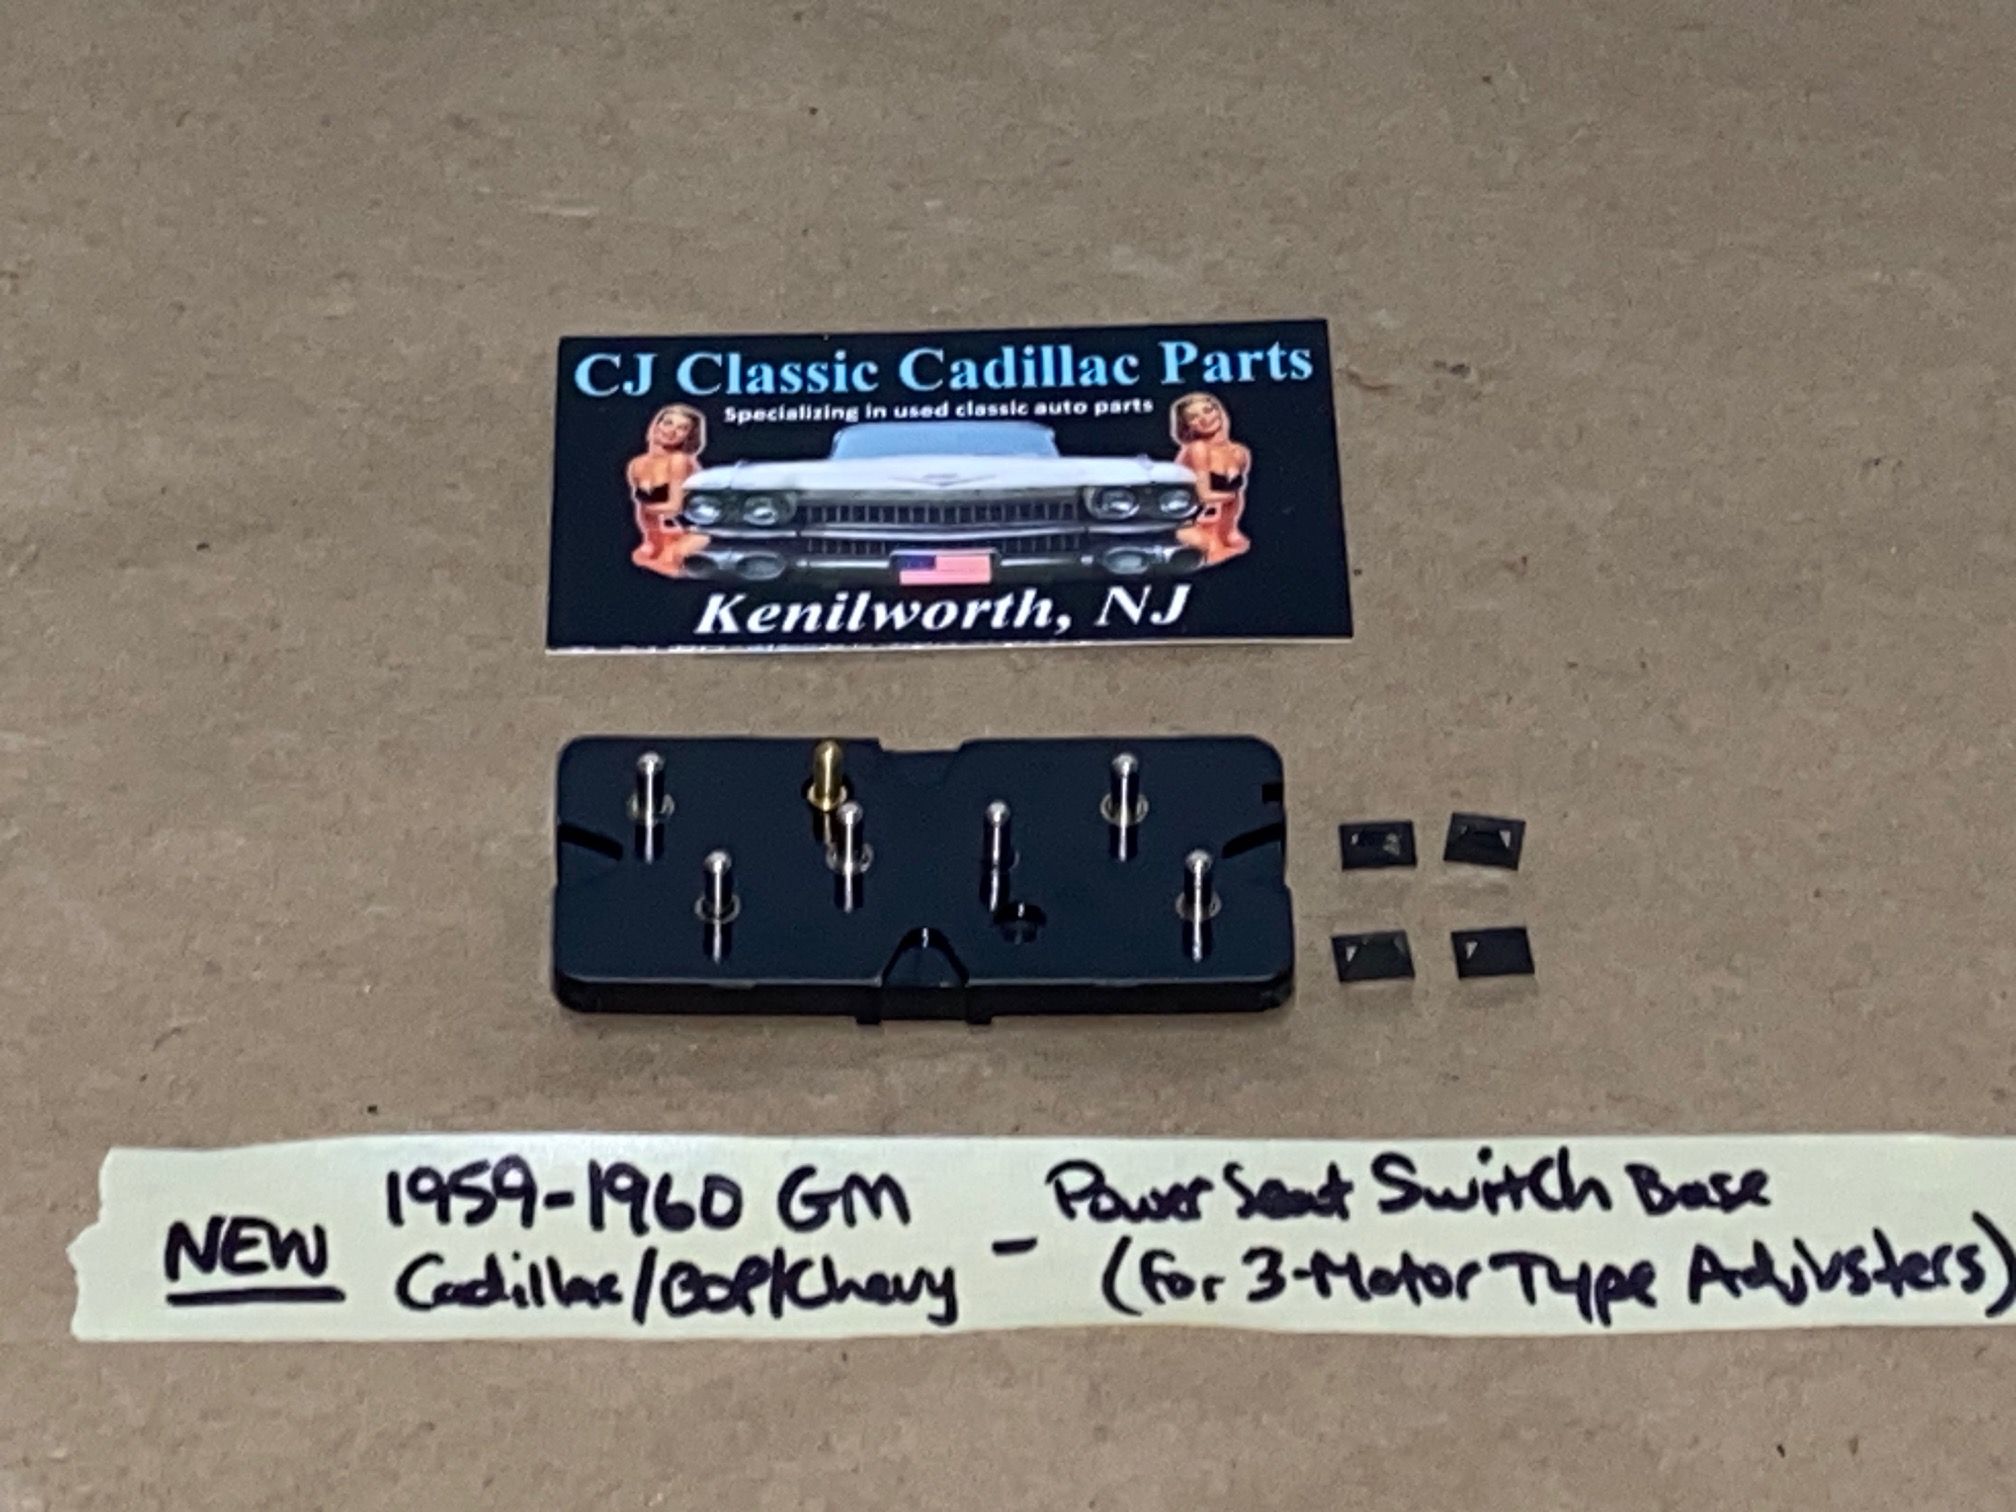 CJ Classic Cadillac Parts
Specializing in used classic auto parts
Kenilworth, NJ
NEW 1959-1960 GM - Power Seat Switch Base
Cadillac/BOP/Chevy (for 3-Motor Type Adjusters)